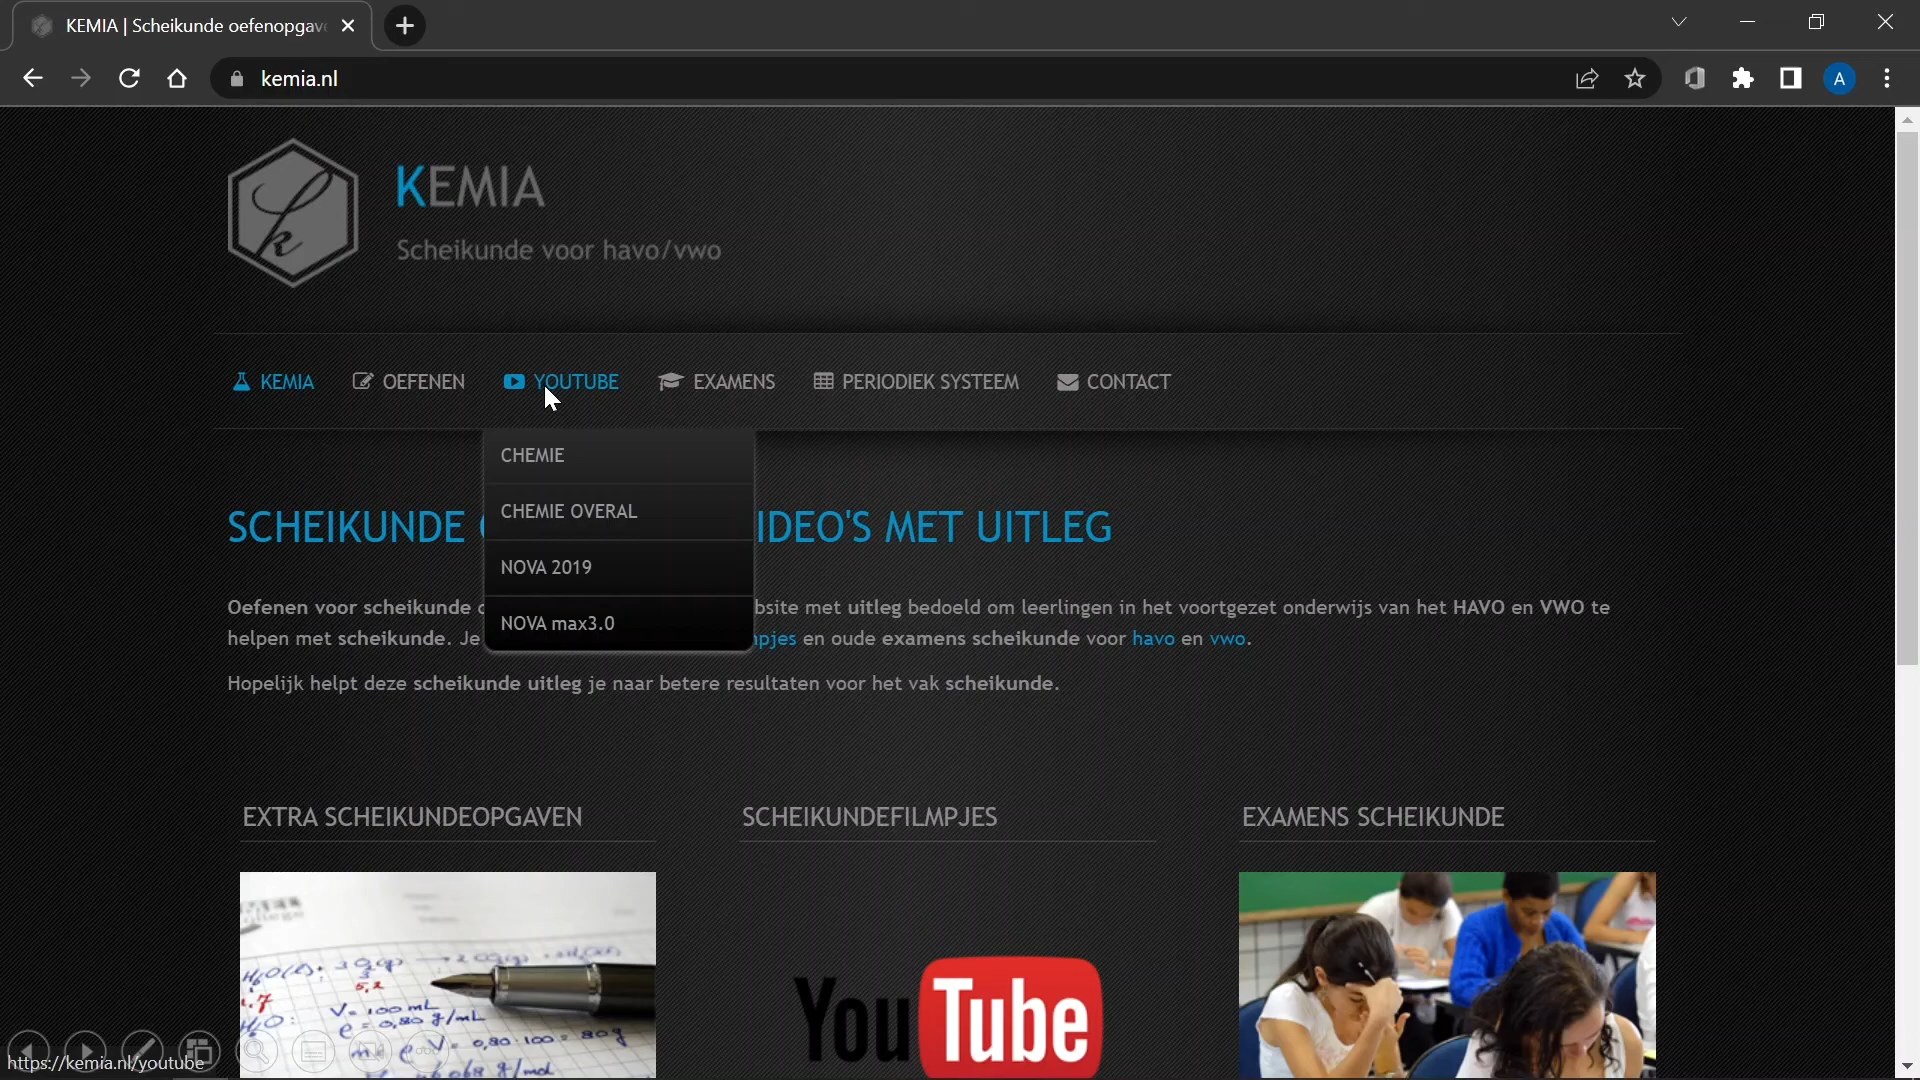 KEMIA | Scheikunde oefenopgav
kemia.nl
A
k
KEMIA
Scheikunde voor havo/vwo
KEMIA OEFENEN YOUTUBE EXAMENS PERIODIEK SYSTEEM CONTACT
CHEMIE
CHEMIE OVERAL
NOVA 2019
NOVA max3.0
SCHEIKUNDE IDEO'S MET UITLEG
Oefenen voor scheikunde bsite met uitleg bedoeld om leerlingen in het voortgezet onderwijs van het HAVO en VWO te
helpen met scheikunde. Je pjes en oude examens scheikunde voor havo en vwo.
Hopelijk helpt deze scheikunde uitleg je naar betere resultaten voor het vak scheikunde.
EXTRA SCHEIKUNDEOPGAVEN SCHEIKUNDEFILMPJES EXAMENS SCHEIKUNDE
V= 100 mL
YouTube
https://kemia.nl/youtube